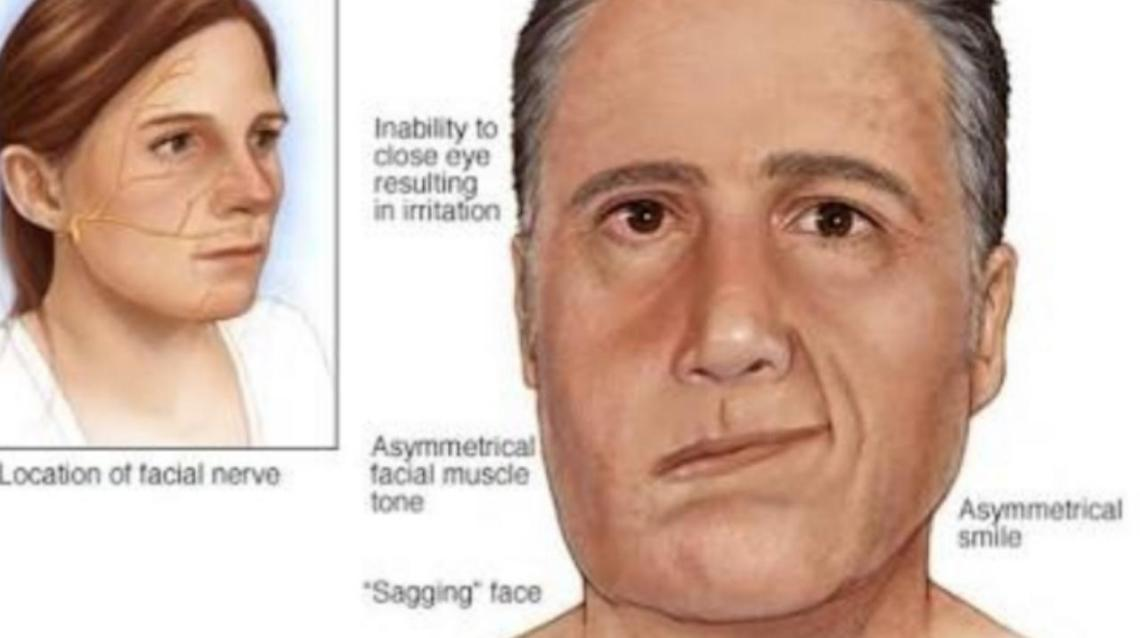 Inability to
close eye
resulting
in irritation
Location of facial nerve
Asymmetrical
facial muscle
tone
"Sagging" face
Asymmetrical
smile